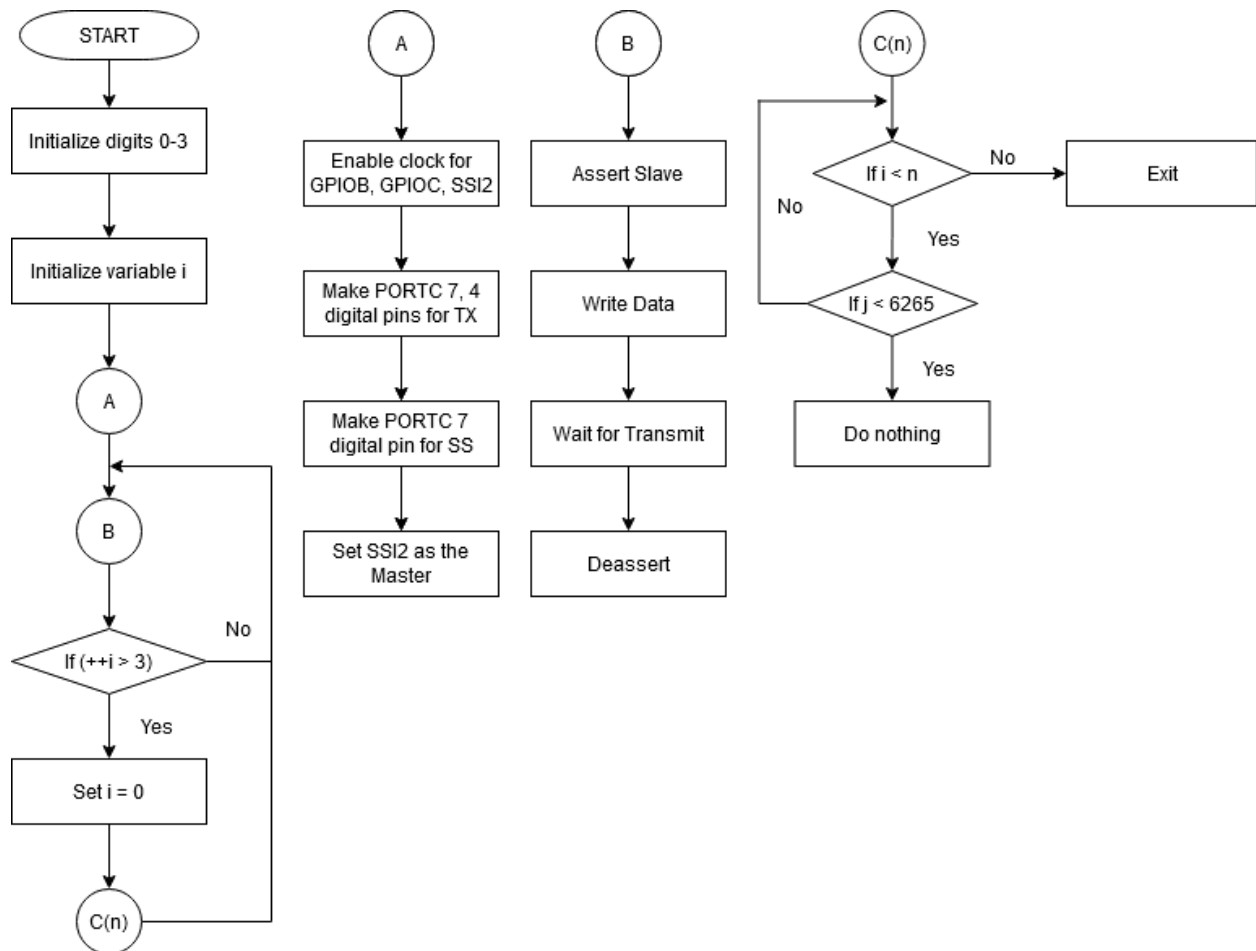 START
Initialize digits 0-3
Initialize variable i
A
B
If (++i > 3)
No
Yes
Set i = 0
C(n)
A
Enable clock for
GPIOB, GPIOC, SSI2
Make PORTC 7, 4
digital pins for TX
Make PORTC 7
digital pin for SS
Set SSI2 as the
Master
B
Assert Slave
Write Data
Wait for Transmit
Deassert
C(n)
If i < n
No
Exit
No
Yes
If j < 6265
Yes
Do nothing